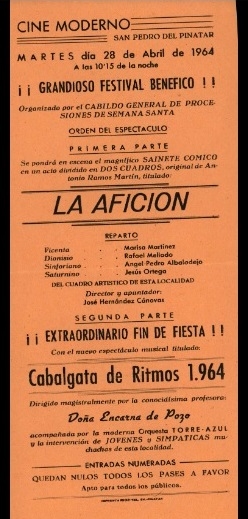 CINE MODERNO
SAN PEDRO DEL PINATAR
MARTES día 28 de Abril de 1964
A las 10'15 de la noche
¡¡ GRANDIOSO FESTIVAL BENEFICO !!
Organizado por el CABILDO GENERAL DE PROCE-
SIONES DE SEMANA SANTA
ORDEN DEL ESPECTACULO
PRIMERA PARTE
Se pondrá en escena el magnífico SAINETE COMICO
en un acto dividido en DOS CUADROS, original de An-
tonio Ramos Martín, titulado:
LA AFICION
REPARTO
Vicenta . . . Marisa Martínez
Dionisio . . . Rafael Mellado
Sinforiano . . . Angel Pedro Albaladejo
Saturnino . . . Jesús Ortega
DEL CUADRO ARTISTICO DE ESTA LOCALIDAD
Director y apuntador:
José Hernández Cánovas
SEGUNDA PARTE
¡¡ EXTRAORDINARIO FIN DE FIESTA !!
Con el nuevo espectáculo musical titulado:
Cabalgata de Ritmos 1.964
Dirigido magistralmente por la conocidísima profesora:
Doña Encarna de Pozo
acompañada por la moderna Orquesta TORRE-AZUL
y la intervención de JOVENES y SIMPATICAS mu-
chachas de esta localidad.
ENTRADAS NUMERADAS
QUEDAN NULOS TODOS LOS PASES A FAVOR
Apto para todos los públicos.